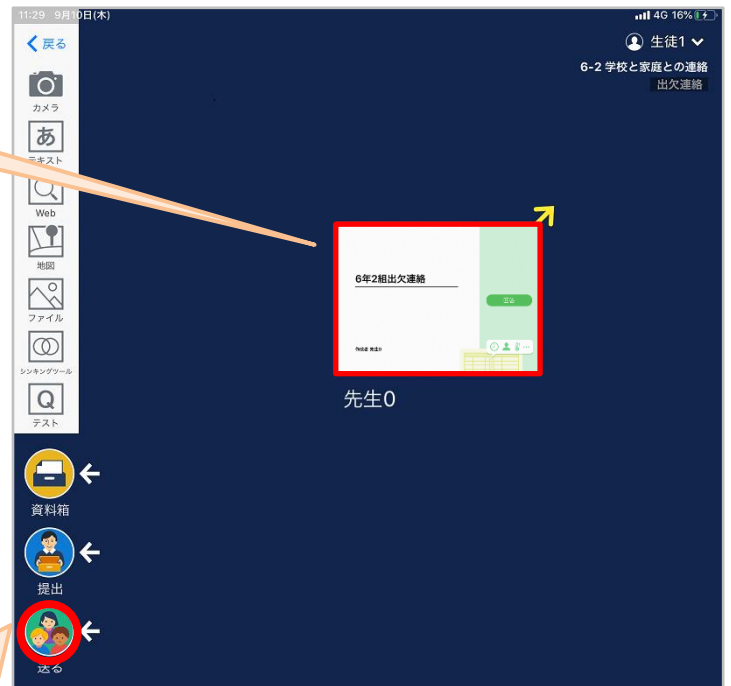 11:29 9月10日(木)
4G 16%
戻る
生徒1
6-2 学校と家庭との連絡
出欠連絡
カメラ
あ
テキスト
Web
地図
ファイル
シンキングツール
Q
テスト
6年2組出欠連絡
先生0
資料箱
提出
送る